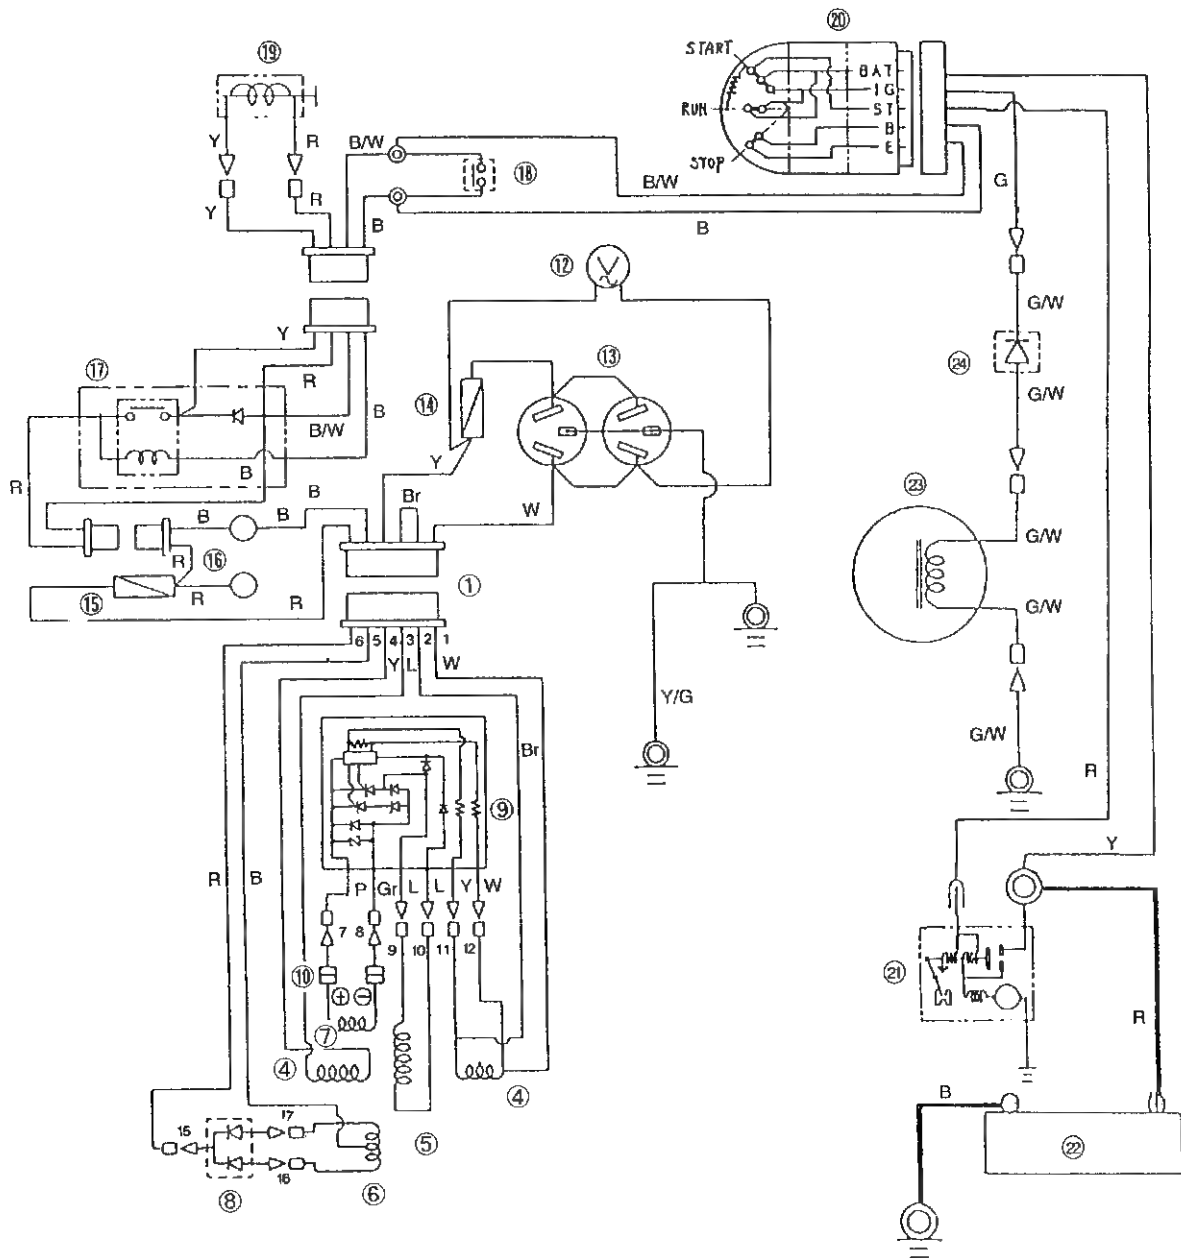 ⑳
START
BAT
IG
RUN
ST
B
E
STOP
⑲
Y
R
Y
R
B/W
B
⑱
B/W
B
G
G/W
㉔
G/W
⑫
⑬
Y
R
⑰
B
B/W
B
R
⑭
Y
Br
W
B
B
R
⑯
⑮
R
R
①
㉓
G/W
G/W
G/W
6 5 4 3 2 1
Y L W
Y/G
Br
⑨
R
R B
P Gr L L Y W
7 8 9 10 11 12
⑩
+ −
⑦
④
④
⑤
15
17
16
⑧
⑥
Y
㉑
R
B
㉒